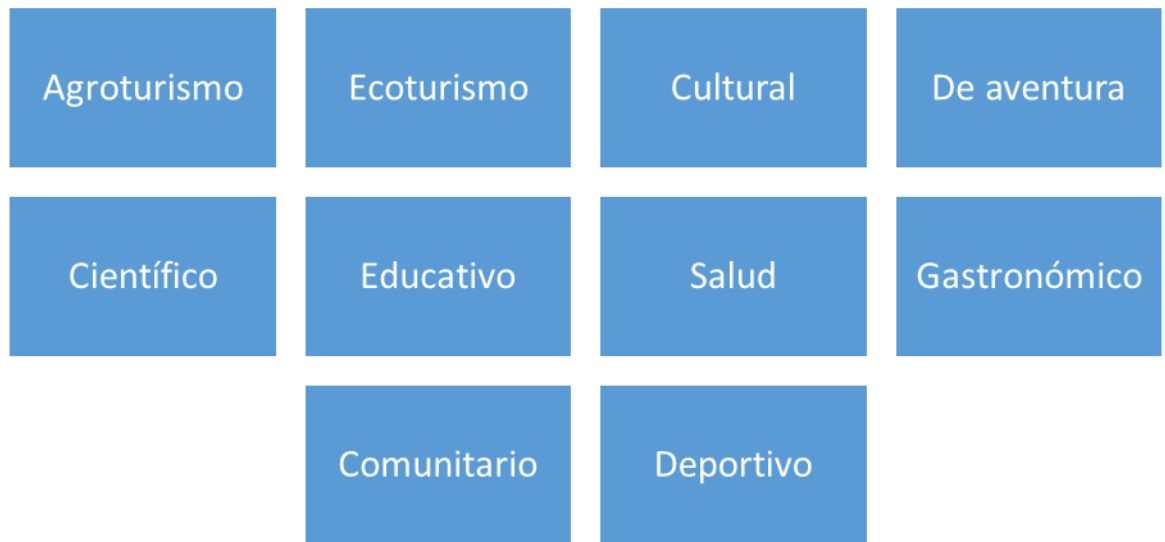 Agroturismo
Ecoturismo
Cultural
De aventura
Científico
Educativo
Salud
Gastronómico
Comunitario
Deportivo